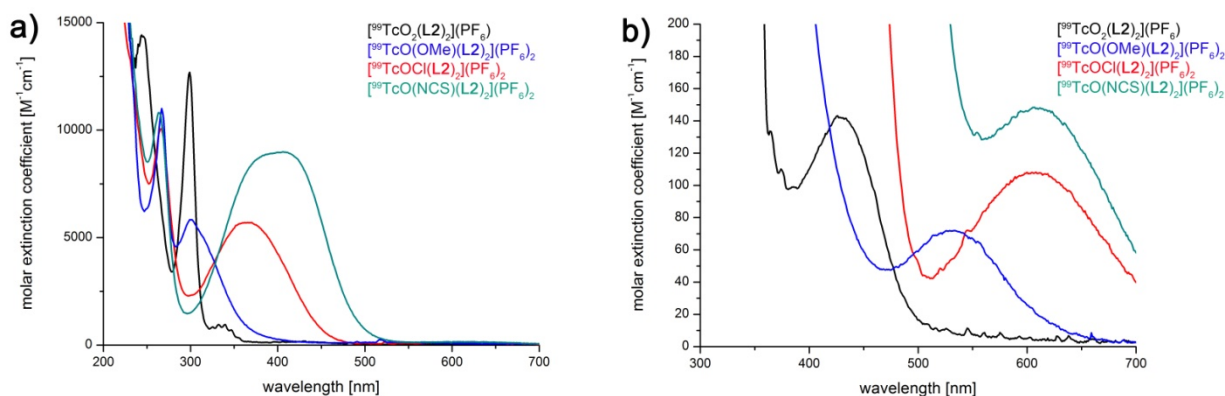 a)
[⁹⁹TcO₂(L2)₂](PF₆)
[⁹⁹TcO(OMe)(L2)₂](PF₆)₂
[⁹⁹TcOCl(L2)₂](PF₆)₂
[⁹⁹TcO(NCS)(L2)₂](PF₆)₂
molar extinction coefficient [M⁻¹cm⁻¹]
15000
10000
5000
0
200 300 400 500 600 700
wavelength [nm]
b)
[⁹⁹TcO₂(L2)₂](PF₆)
[⁹⁹TcO(OMe)(L2)₂](PF₆)₂
[⁹⁹TcOCl(L2)₂](PF₆)₂
[⁹⁹TcO(NCS)(L2)₂](PF₆)₂
molar extinction coefficient [M⁻¹cm⁻¹]
200
180
160
140
120
100
80
60
40
20
0
300 400 500 600 700
wavelength [nm]